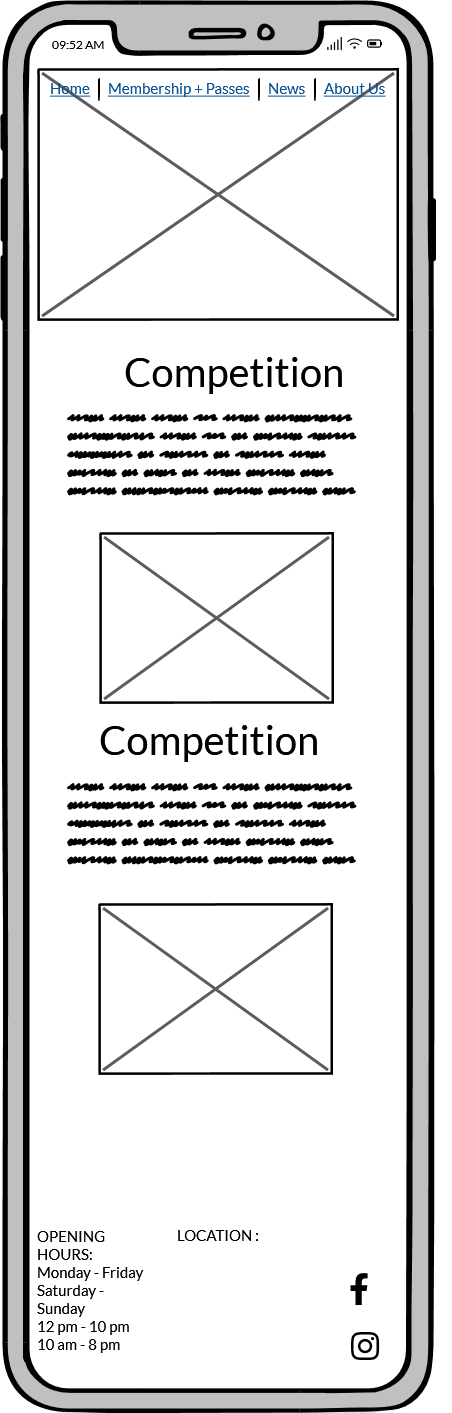 09:52 AM
Home | Membership + Passes | News | About Us
Competition
Competition
OPENING
HOURS:
Monday - Friday
Saturday -
Sunday
12 pm - 10 pm
10 am - 8 pm
LOCATION :